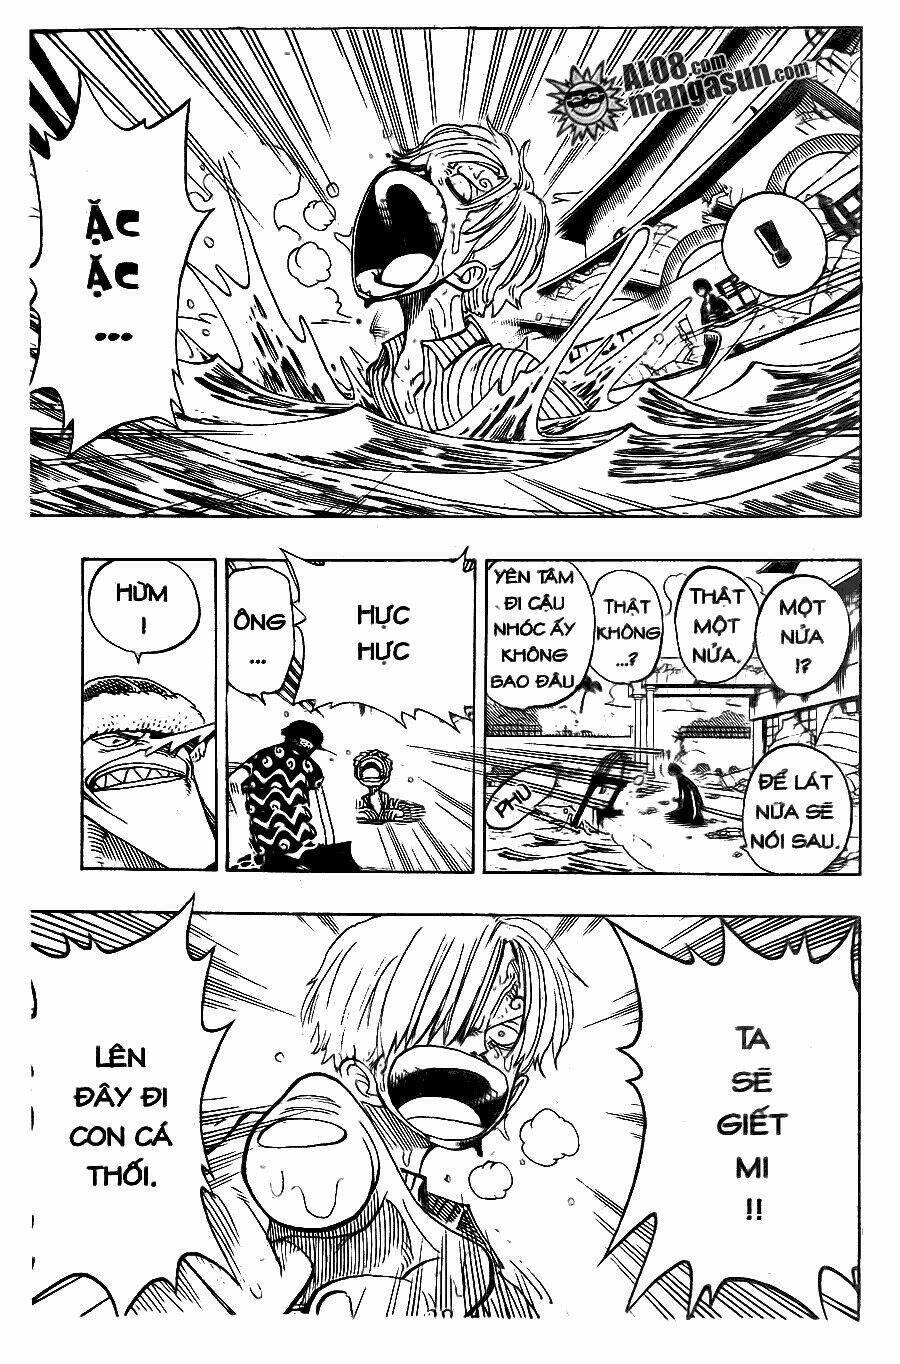 AL08.com
mangasun.com
ẶC
ẶC
...
!
MỘT
NỬA
!?
THẬT
MỘT
NỬA.
THẬT
KHÔNG
...?
YÊN TÂM
ĐI CẬU
NHÓC ẤY
KHÔNG
SAO ĐÂU.
PHÙ
ĐỂ LÁT
NỮA SẼ
NÓI SAU.
HỰC
HỰC
ÔNG
...
HỪM
!
TA
SẼ
GIẾT
MI
!!
LÊN
ĐÂY ĐI
CON CÁ
THỐI.